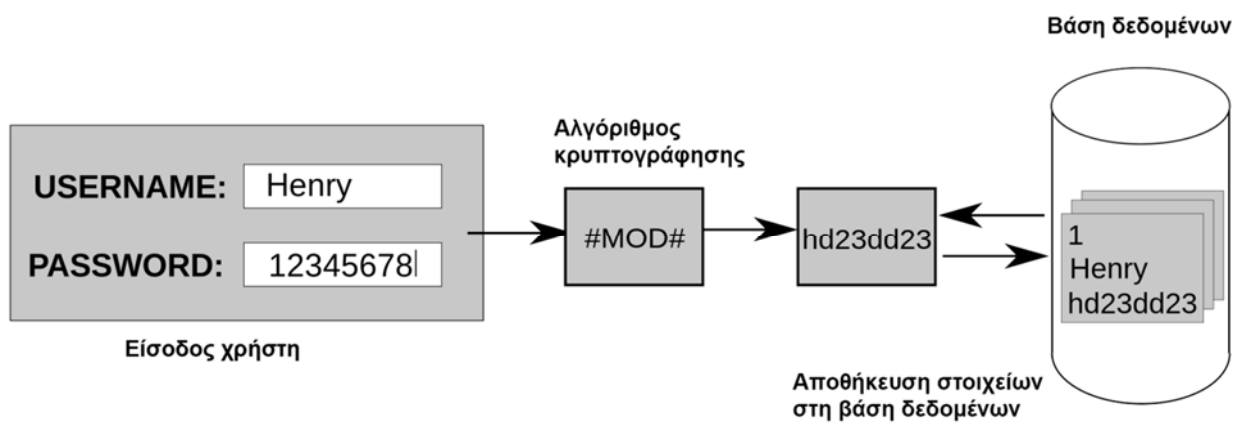 Βάση δεδομένων
Αλγόριθμος
κρυπτογράφησης
USERNAME: Henry
#MOD#
hd23dd23
1
Henry
hd23dd23
PASSWORD: 12345678
Είσοδος χρήστη
Αποθήκευση στοιχείων
στη βάση δεδομένων